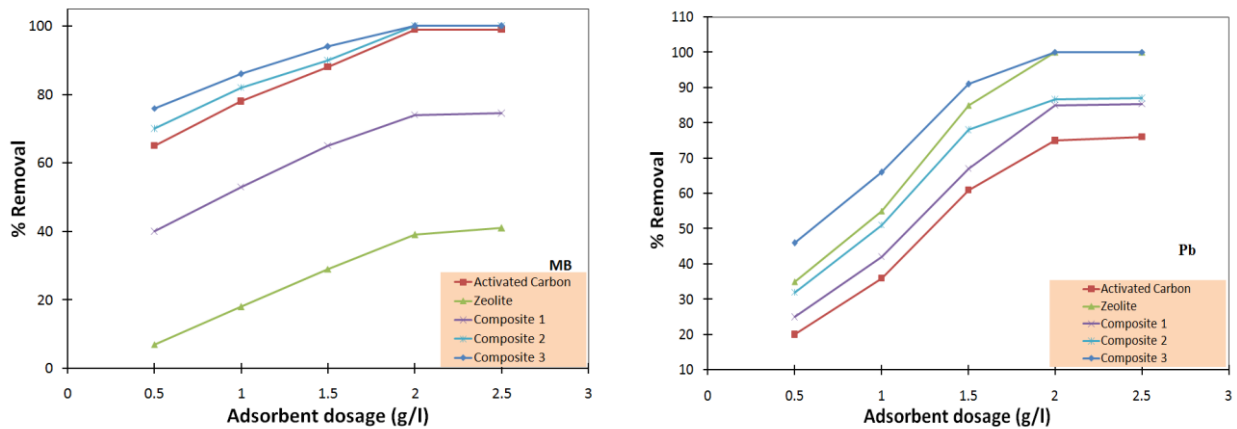 100
80
60
40
20
0
% Removal
0
0.5
1
1.5
2
2.5
3
Adsorbent dosage (g/l)
MB
Activated Carbon
Zeolite
Composite 1
Composite 2
Composite 3
110
100
90
80
70
60
50
40
30
20
10
% Removal
0
0.5
1
1.5
2
2.5
3
Adsorbent dosage (g/l)
Pb
Activated Carbon
Zeolite
Composite 1
Composite 2
Composite 3